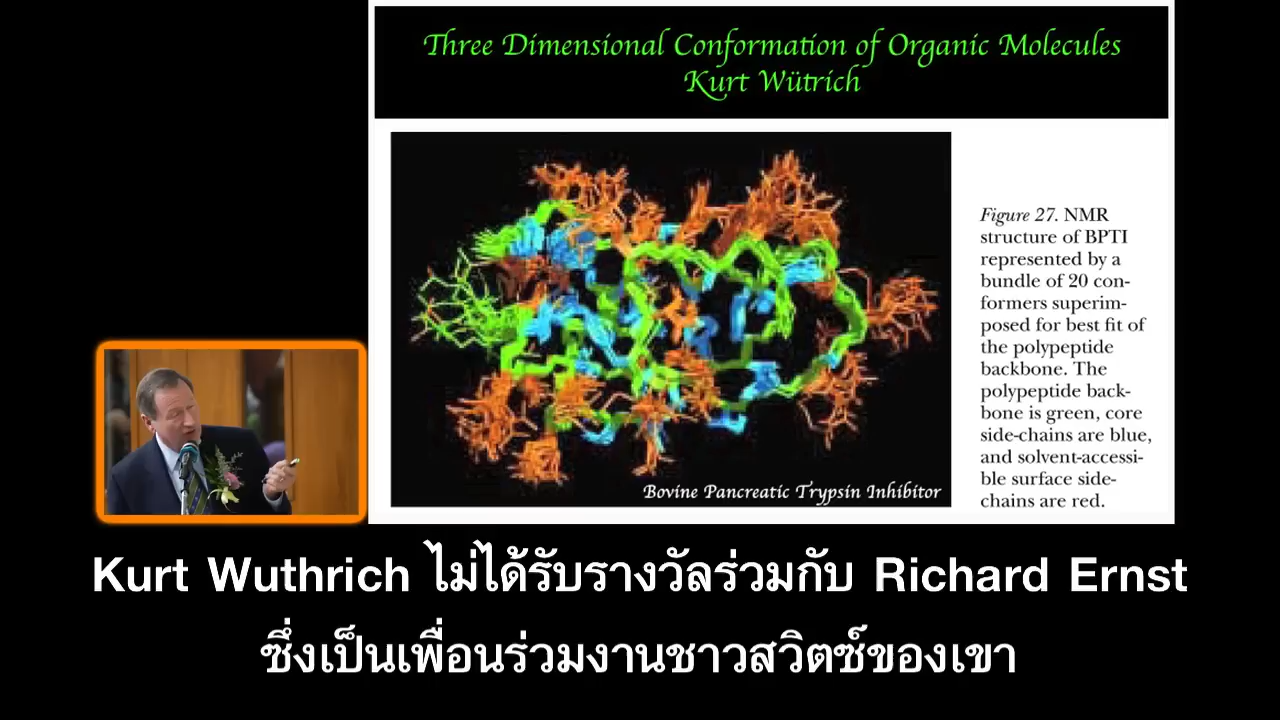 Three Dimensional Conformation of Organic Molecules
Kurt Wütrich
Figure 27. NMR
structure of BPTI
represented by a
bundle of 20 con-
formers superim-
posed for best fit of
the polypeptide
backbone. The
polypeptide back-
bone is green, core
side-chains are blue,
and solvent-accessi-
ble surface side-
chains are red.
Bovine Pancreatic Trypsin Inhibitor
Kurt Wuthrich ไม่ได้รับรางวัลร่วมกับ Richard Ernst
ซึ่งเป็นเพื่อนร่วมงานชาวสวิตซ์ของเขา